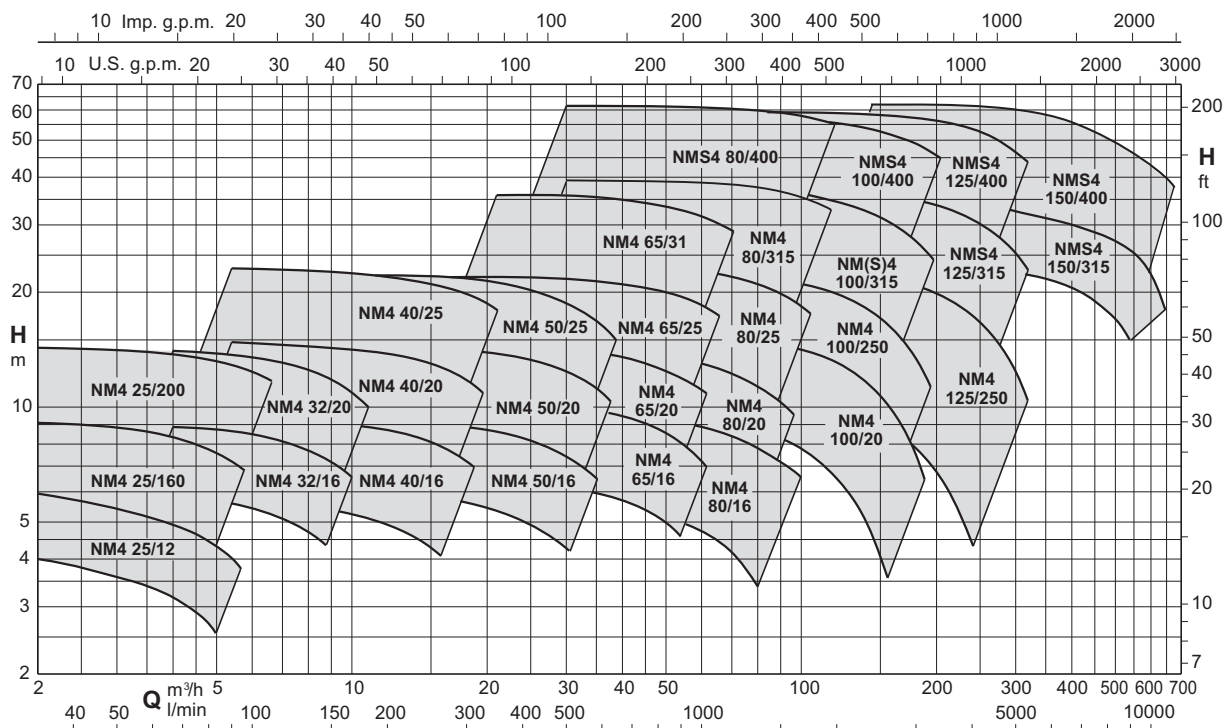 10 Imp. g.p.m. 20 30 40 50 100 200 300 400 500 1000 2000
10 U.S. g.p.m. 20 30 40 50 100 200 300 400 500 1000 2000 3000
70
60
50
40
30
20
H
m
10
5
4
3
2
200
H
ft
100
50
40
30
20
10
7
NMS4 80/400
NMS4
100/400
NMS4
125/400
NMS4
150/400
NM4 65/31
NM4
80/315
NM(S)4
100/315
NMS4
125/315
NMS4
150/315
NM4 40/25
NM4 50/25
NM4 65/25
NM4
80/25
NM4
100/250
NM4
125/250
NM4 25/200
NM4 32/20
NM4 40/20
NM4 50/20
NM4
65/20
NM4
80/20
NM4
100/20
NM4 25/160
NM4 32/16
NM4 40/16
NM4 50/16
NM4
65/16
NM4
80/16
NM4 25/12
2 Q m³/h 5 10 20 30 40 50 100 200 300 400 500 600 700
40 50 l/min 100 150 200 300 400 500 1000 5000 10000